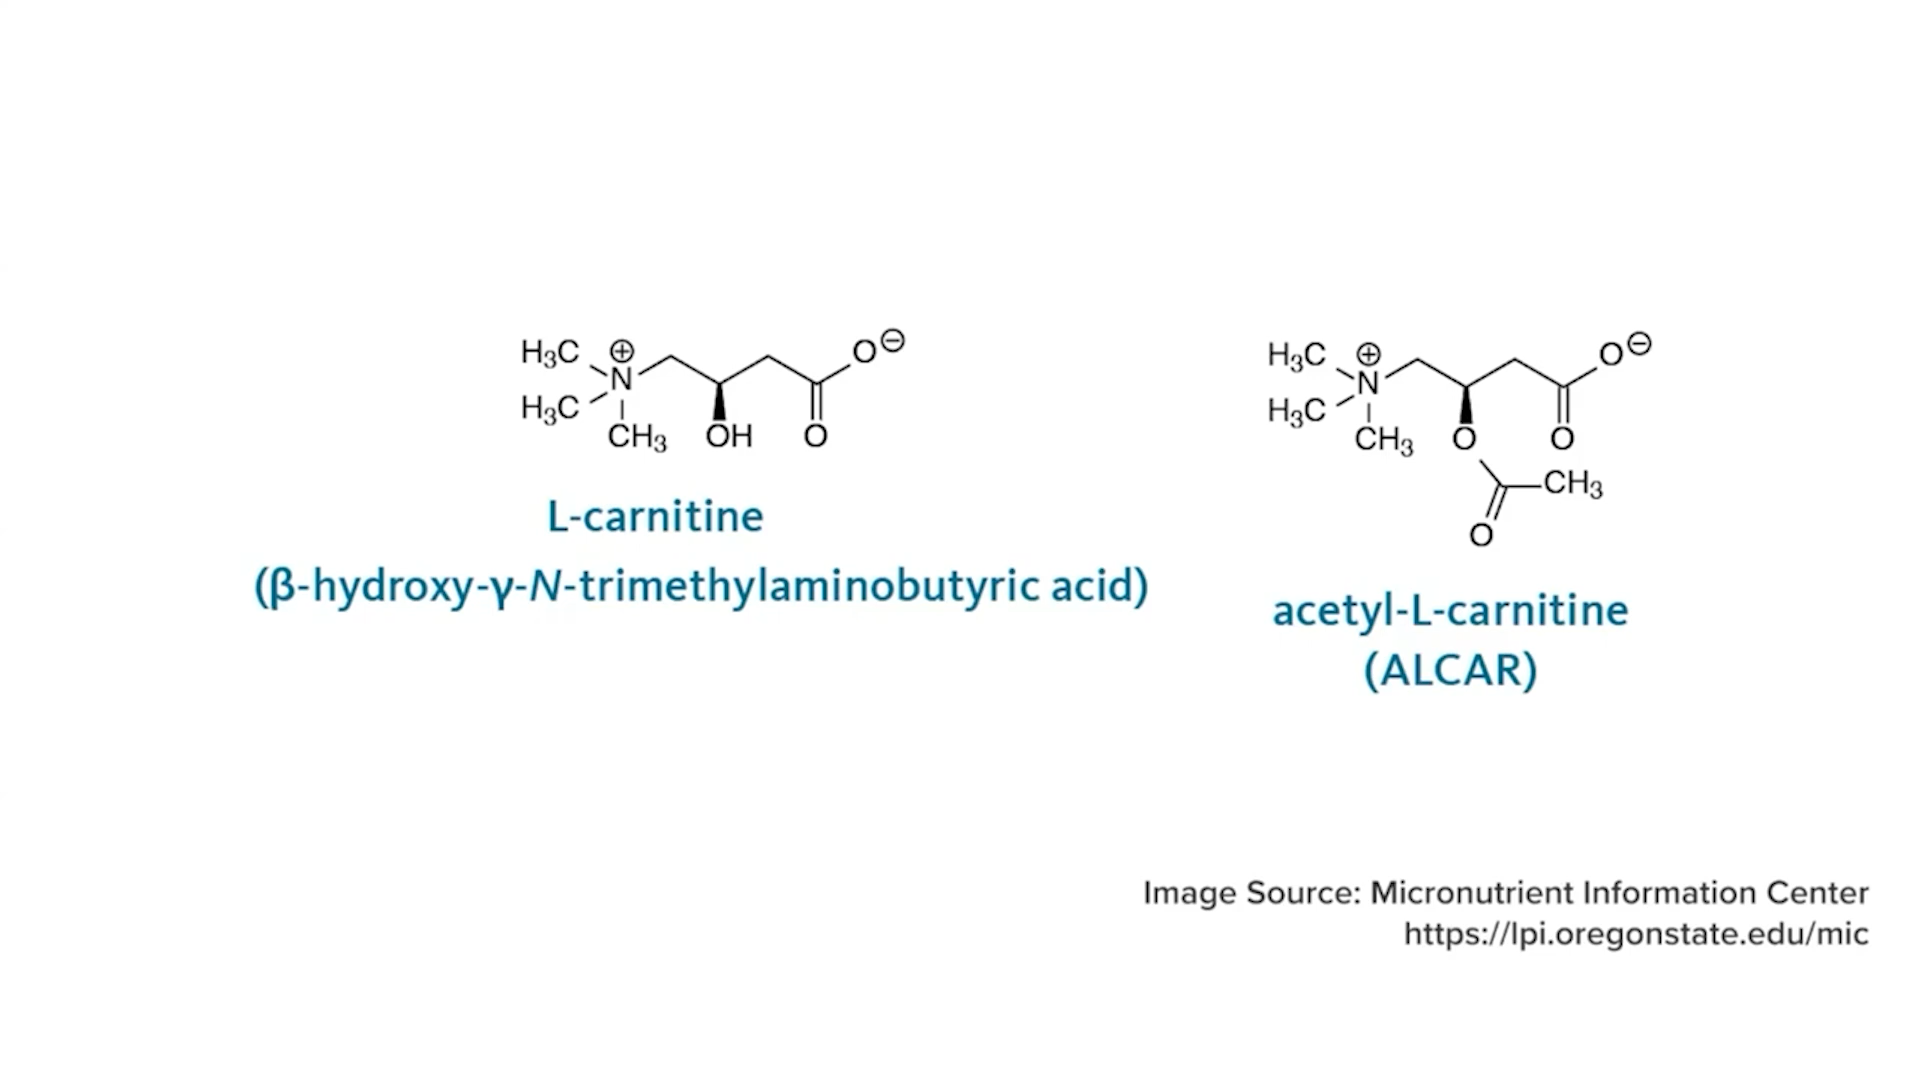 H₃C ⊕ O⊖
N
H₃C
CH₃ OH O
L-carnitine
(β-hydroxy-γ-N-trimethylaminobutyric acid)
H₃C ⊕ O⊖
N
H₃C
CH₃ O O
CH₃
O
acetyl-L-carnitine
(ALCAR)
Image Source: Micronutrient Information Center
https://lpi.oregonstate.edu/mic